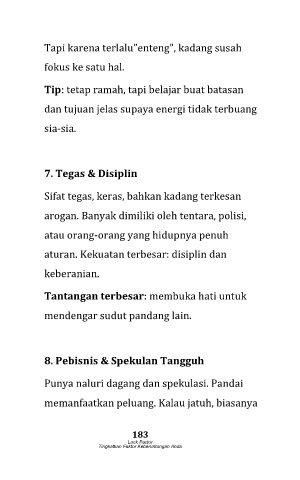 Tapi karena terlalu"enteng", kadang susah
fokus ke satu hal.
Tip: tetap ramah, tapi belajar buat batasan
dan tujuan jelas supaya energi tidak terbuang
sia-sia.
7. Tegas & Disiplin
Sifat tegas, keras, bahkan kadang terkesan
arogan. Banyak dimiliki oleh tentara, polisi,
atau orang-orang yang hidupnya penuh
aturan. Kekuatan terbesar: disiplin dan
keberanian.
Tantangan terbesar: membuka hati untuk
mendengar sudut pandang lain.
8. Pebisnis & Spekulan Tangguh
Punya naluri dagang dan spekulasi. Pandai
memanfaatkan peluang. Kalau jatuh, biasanya
183
Luck Factor
Tingkatkan Faktor Keberuntungan Anda